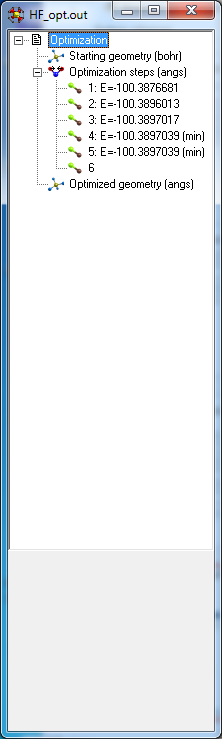 HF_opt.out
Optimization
Starting geometry (bohr)
Optimization steps (angs)
1: E=-100.3876681
2: E=-100.3896013
3: E=-100.3897017
4: E=-100.3897039 (min)
5: E=-100.3897039 (min)
6
Optimized geometry (angs)